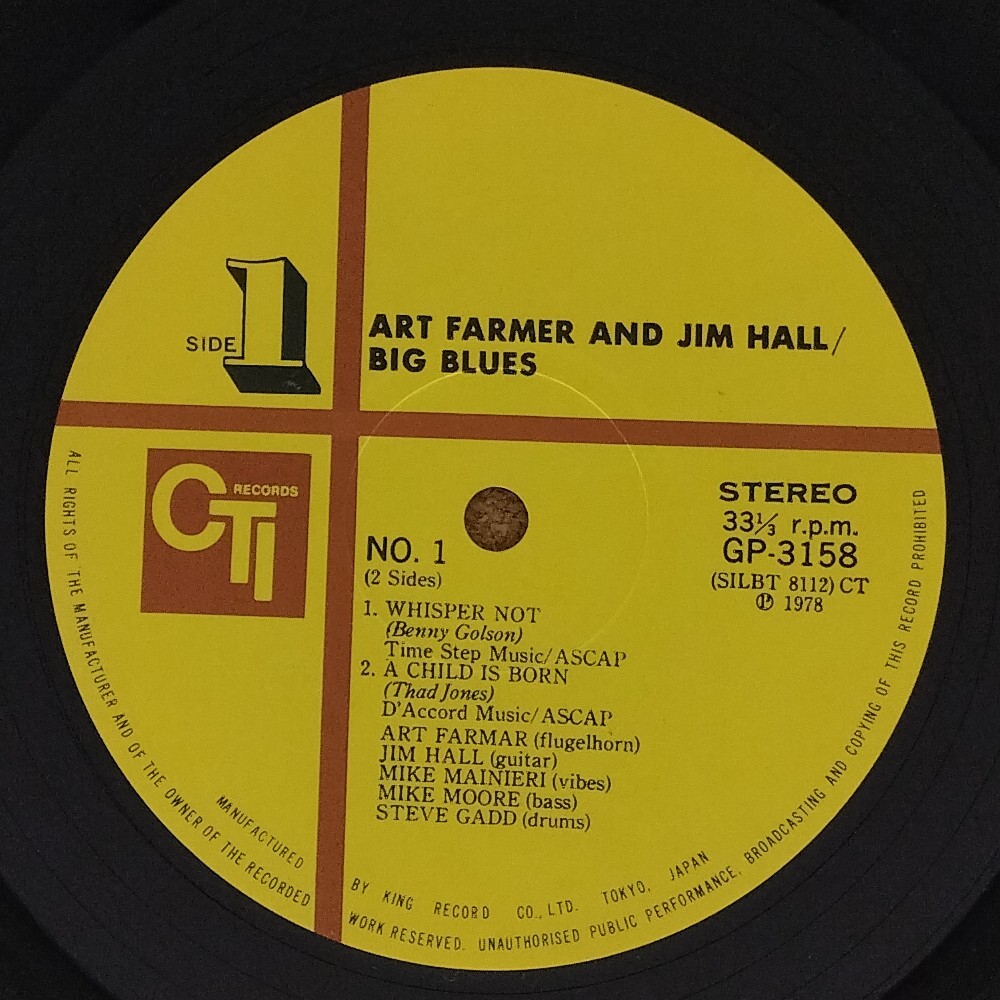 SIDE 1
ART FARMER AND JIM HALL/
BIG BLUES
CTI RECORDS
STEREO
33⅓ r.p.m.
GP-3158
(SILBT 8112) CT
℗ 1978
NO. 1
(2 Sides)
1. WHISPER NOT
(Benny Golson)
Time Step Music/ASCAP
2. A CHILD IS BORN
(Thad Jones)
D'Accord Music/ASCAP
ART FARMAR (flugelhorn)
JIM HALL (guitar)
MIKE MAINIERI (vibes)
MIKE MOORE (bass)
STEVE GADD (drums)
MANUFACTURED BY KING RECORD CO., LTD. TOKYO, JAPAN
ALL RIGHTS OF THE MANUFACTURER AND OF THE OWNER OF THE RECORDED WORK RESERVED. UNAUTHORISED PUBLIC PERFORMANCE, BROADCASTING AND COPYING OF THIS RECORD PROHIBITED